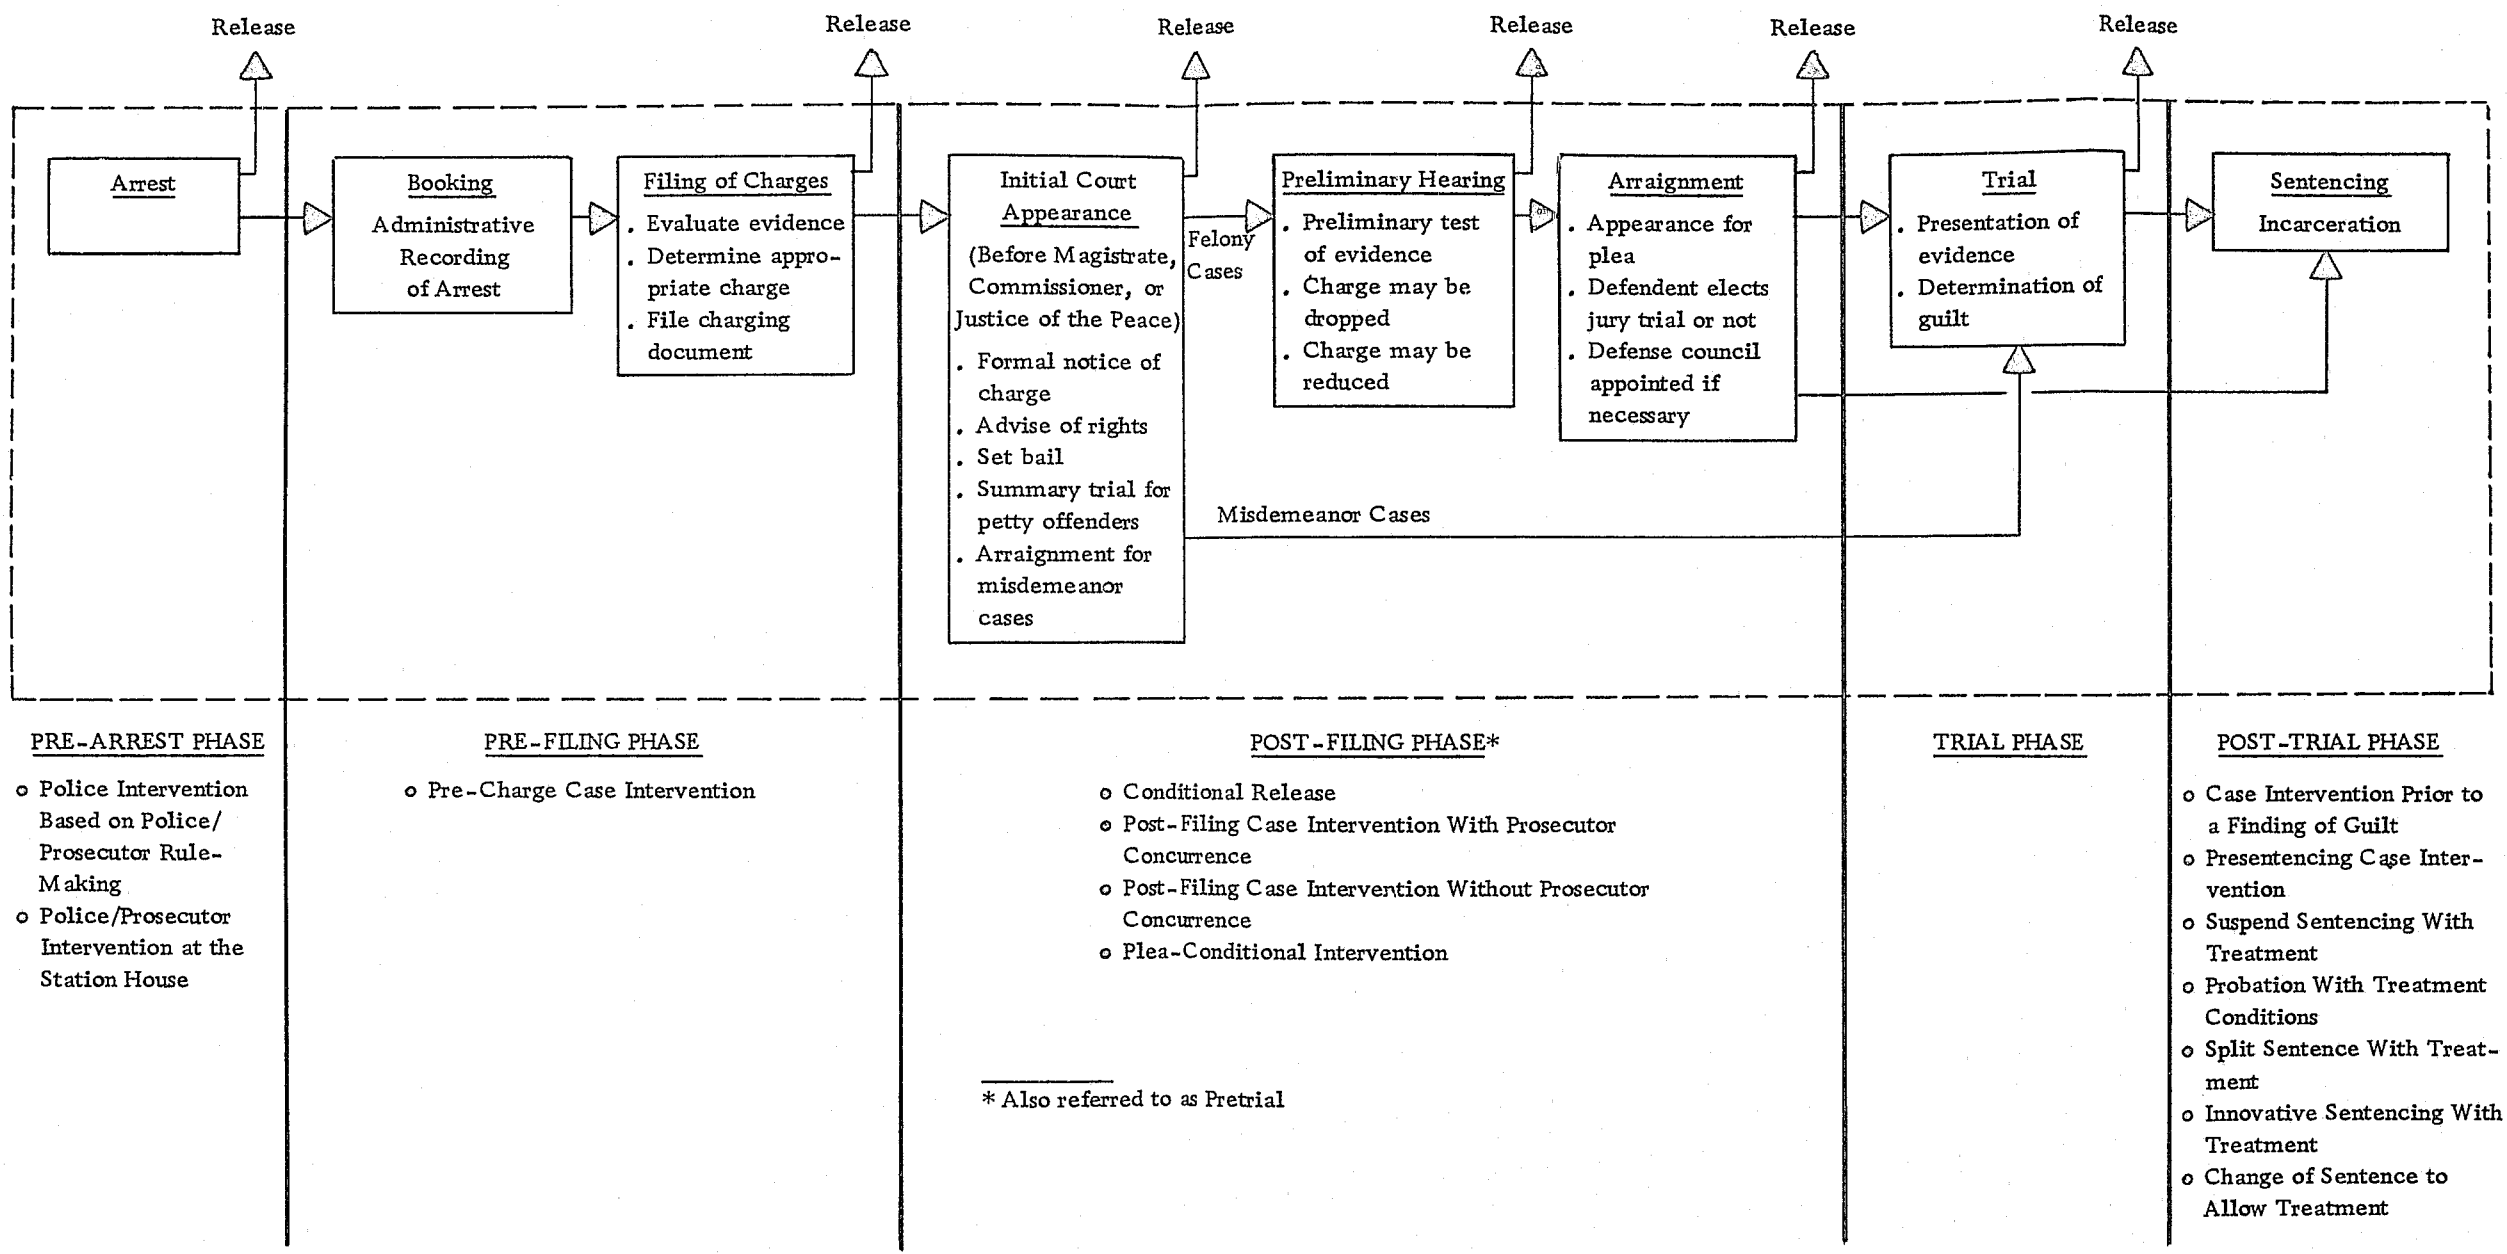 Release
Release
Release
Release
Release
Release
Arrest
Booking
Administrative
Recording
of Arrest
Filing of Charges
. Evaluate evidence
. Determine appro-
priate charge
. File charging
document
Initial Court
Appearance
(Before Magistrate,
Commissioner, or
Justice of the Peace)
. Formal notice of
charge
. Advise of rights
. Set bail
. Summary trial for
petty offenders
. Arraignment for
misdemeanor
cases
Felony
Cases
Misdemeanor Cases
Preliminary Hearing
. Preliminary test
of evidence
. Charge may be
dropped
. Charge may be
reduced
Arraignment
. Appearance for
plea
. Defendent elects
jury trial or not
. Defense council
appointed if
necessary
Trial
. Presentation of
evidence
. Determination of
guilt
Sentencing
Incarceration
PRE-ARREST PHASE
o Police Intervention
Based on Police/
Prosecutor Rule-
Making
o Police/Prosecutor
Intervention at the
Station House
PRE-FILING PHASE
o Pre-Charge Case Intervention
POST-FILING PHASE*
o Conditional Release
o Post-Filing Case Intervention With Prosecutor
Concurrence
o Post-Filing Case Intervention Without Prosecutor
Concurrence
o Plea-Conditional Intervention
* Also referred to as Pretrial
TRIAL PHASE
POST-TRIAL PHASE
o Case Intervention Prior to
a Finding of Guilt
o Presentencing Case Inter-
vention
o Suspend Sentencing With
Treatment
o Probation With Treatment
Conditions
o Split Sentence With Treat-
ment
o Innovative Sentencing With
Treatment
o Change of Sentence to
Allow Treatment